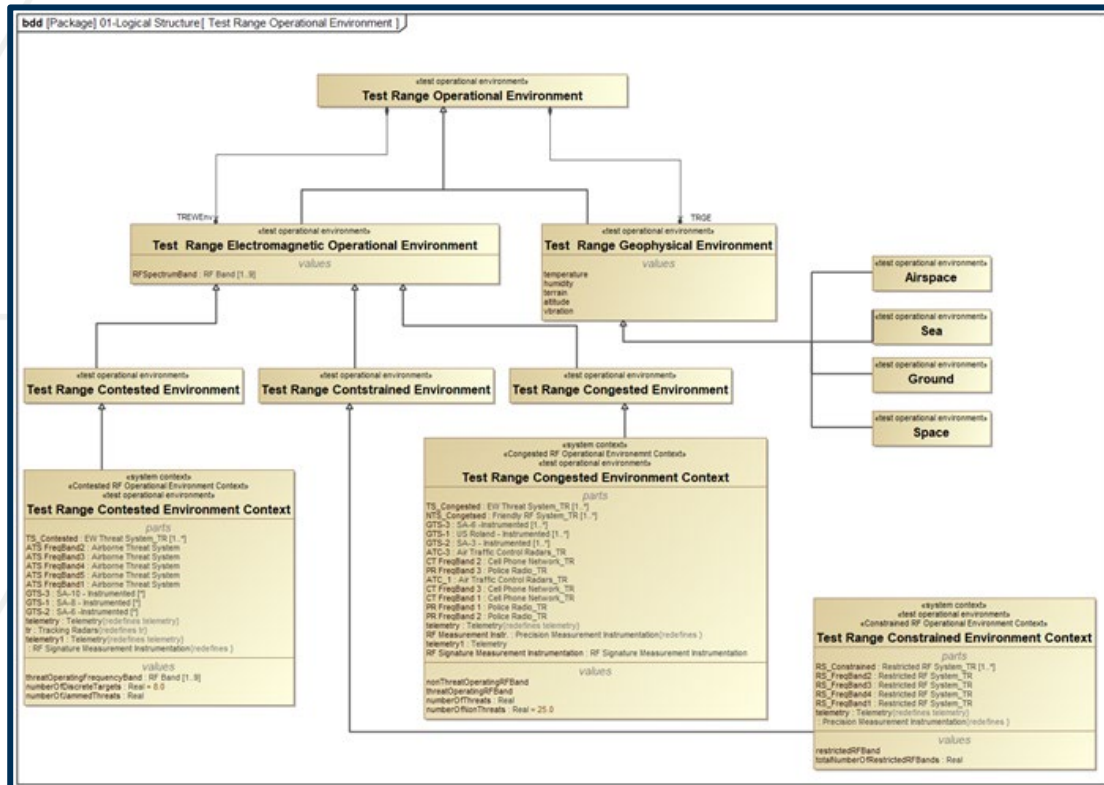 bdd [Package] 01-Logical Structure[ Test Range Operational Environment ]
«test operational environment»
Test Range Operational Environment
TREWEnv
TRGE
«test operational environment»
Test Range Electromagnetic Operational Environment
values
RFSpectrumBand : RF Band [1..9]
«test operational environment»
Test Range Geophysical Environment
values
temperature
humidity
terrain
altitude
vibration
«test operational environment»
Airspace
«test operational environment»
Sea
«test operational environment»
Ground
«test operational environment»
Space
«test operational environment»
Test Range Contested Environment
«test operational environment»
Test Range Contstrained Environment
«test operational environment»
Test Range Congested Environment
«system context»
«Contested RF Operational Environment Context»
«test operational environment»
Test Range Contested Environment Context
parts
TS_Contested : EW Threat System_TR [1..*]
ATS FreqBand2 : Airborne Threat System
ATS FreqBand3 : Airborne Threat System
ATS FreqBand4 : Airborne Threat System
ATS FreqBand5 : Airborne Threat System
ATS FreqBand1 : Airborne Threat System
GTS-3 : SA-10 - Instrumented [*]
GTS-1 : SA-8 - Instrumented [*]
GTS-2 : SA-6 -Instrumented [*]
telemetry : Telemetry{redefines telemetry}
tr : Tracking Radars{redefines tr}
telemetry1 : Telemetry{redefines telemetry}
: RF Signature Measurement Instrumentation{redefines }
values
threatOperatingFrequencyBand : RF Band [1..9]
numberOfDiscreteTargets : Real = 0.0
numberOfJammedThreats : Real
«system context»
«Congested RF Operational Environemnt Context»
«test operational environment»
Test Range Congested Environment Context
parts
TS_Congested : EW Threat System_TR [1..*]
NTS_Congetsed : Friendly RF System_TR [1..*]
GTS-3 : SA-6 -Instrumented [1..*]
GTS-1 : US Roland - Instrumented [1..*]
GTS-2 : SA-3 - Instrumented [1..*]
ATC-3 : Air Traffic Control Radars_TR
CT FreqBand 2 : Cell Phone Network_TR
PR FreqBand 3 : Police Radio_TR
ATC_1 : Air Traffic Control Radars_TR
CT FreqBand 3 : Cell Phone Network_TR
CT FreqBand 1 : Cell Phone Network_TR
PR FreqBand 1 : Police Radio_TR
PR FreqBand 2 : Police Radio_TR
telemetry : Telemetry{redefines telemetry}
RF Measurement Instr. : Precision Measurement Instrumentation{redefines }
telemetry1 : Telemetry
RF Signature Measurement Instrumentation : RF Signature Measurement Instrumentation
values
nonThreatOperatingRFBand
threatOperatingRFBand
numberOfThreats : Real
numberOfNonThreats : Real = 25.0
«system context»
«test operational environment»
«Constrained RF Operational Environment Context»
Test Range Constrained Environment Context
parts
RS_Constrained : Restricted RF System_TR [1..*]
RS_FreqBand2 : Restricted RF System_TR
RS_FreqBand3 : Restricted RF System_TR
RS_FreqBand4 : Restricted RF System_TR
RS_FreqBand1 : Restricted RF System_TR
telemetry : Telemetry{redefines telemetry}
: Precision Measurement Instrumentation{redefines }
values
restrictedRFBand
totalNumberOfRestrictedRFBands : Real